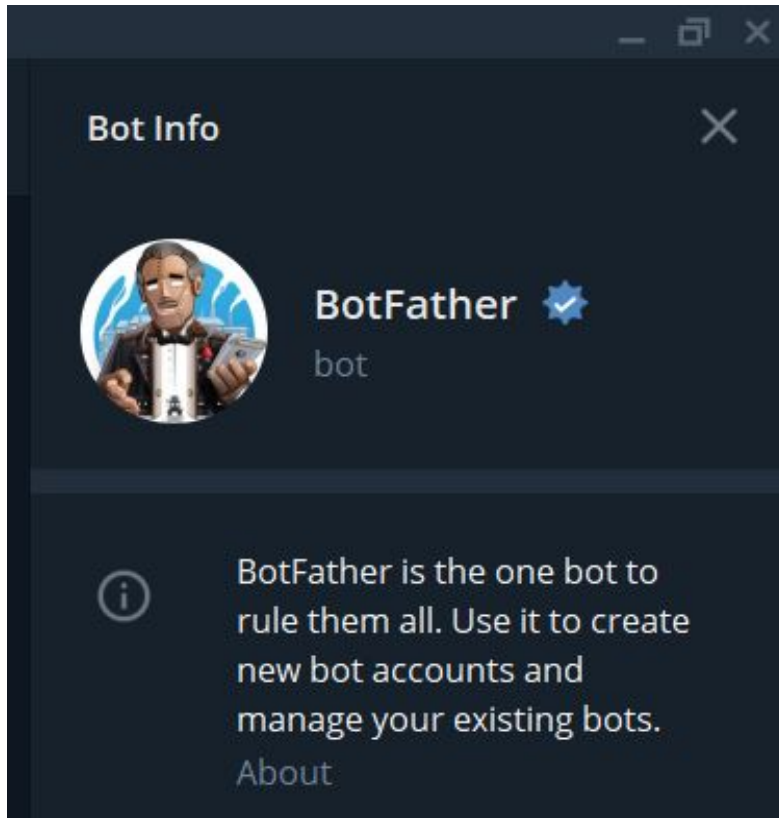 Bot Info
BotFather
bot
BotFather is the one bot to
rule them all. Use it to create
new bot accounts and
manage your existing bots.
About